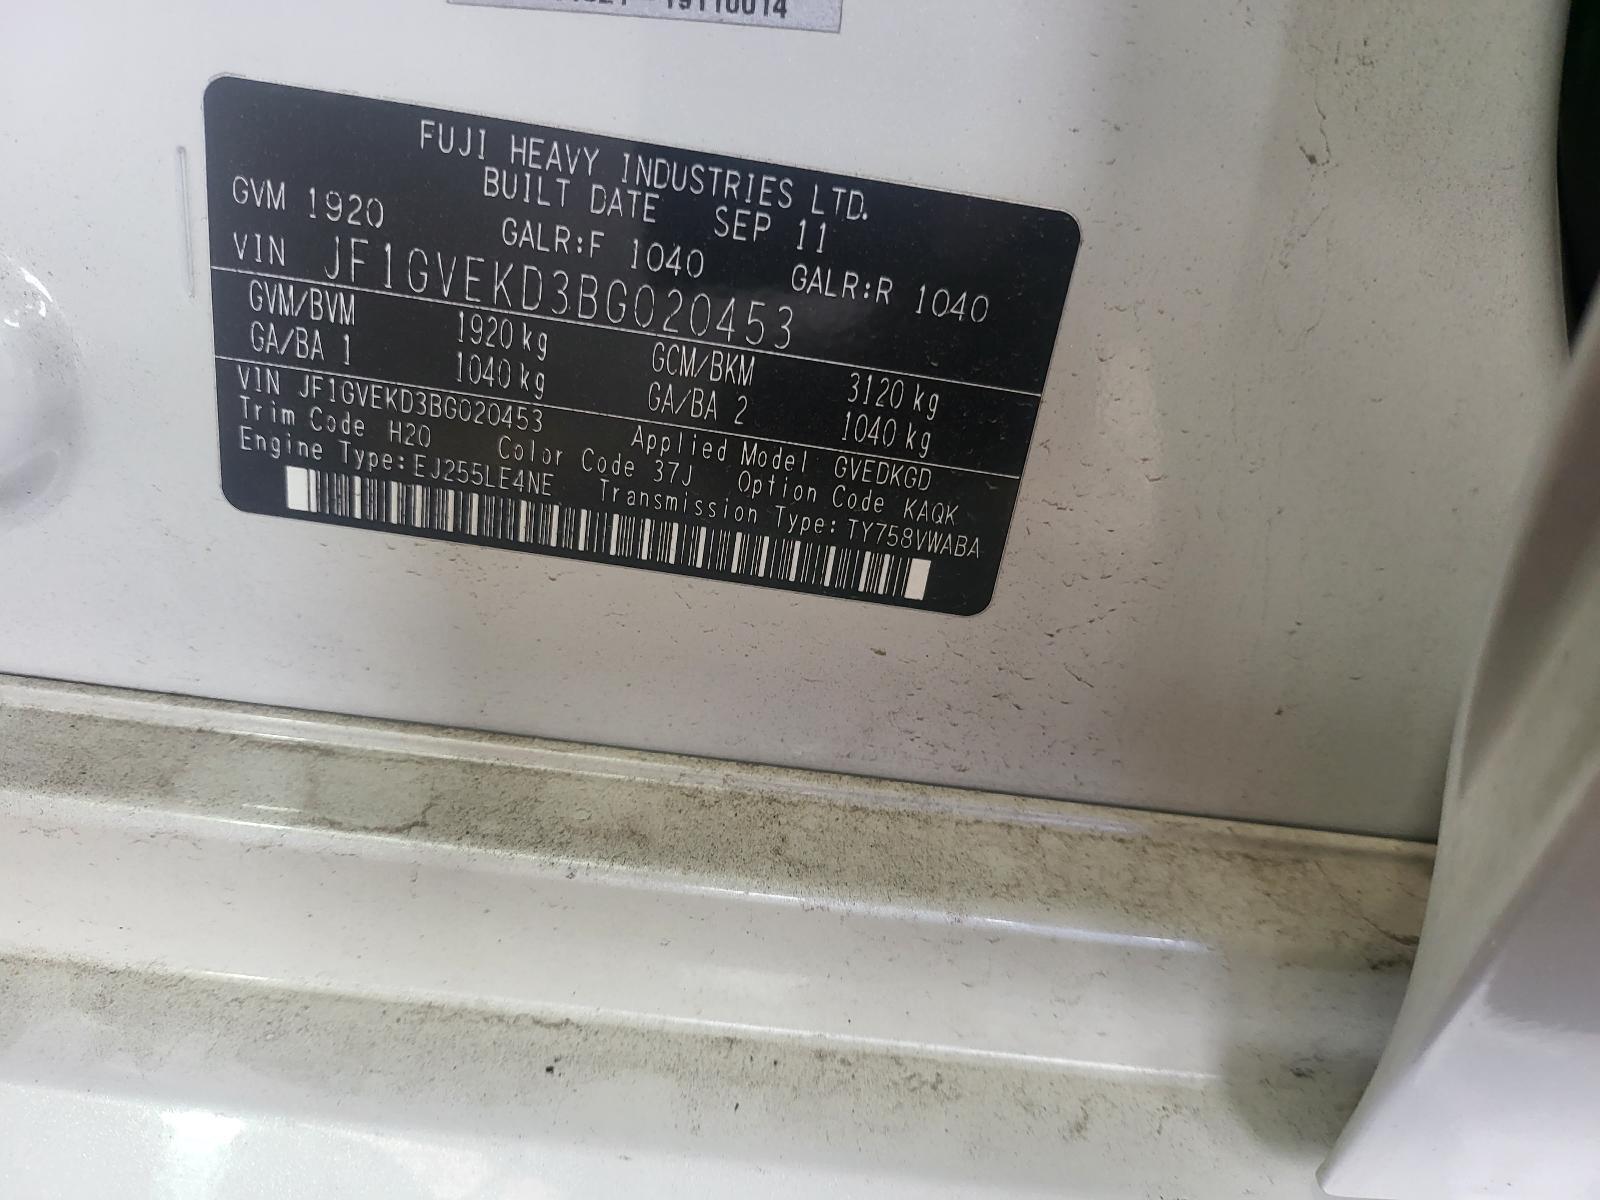 19110014
FUJI HEAVY INDUSTRIES LTD.
BUILT DATE SEP 11
GVM 1920 GALR:F 1040 GALR:R 1040
VIN JF1GVEKD3BG020453
GVM/BVM 1920 kg GCM/BKM 3120 kg
GA/BA 1 1040 kg GA/BA 2 1040 kg
VIN JF1GVEKD3BG020453 Applied Model GVEDKGD
Trim Code H20 Color Code 37J Option Code KAQK
Engine Type:EJ255LE4NE Transmission Type:TY758VWABA